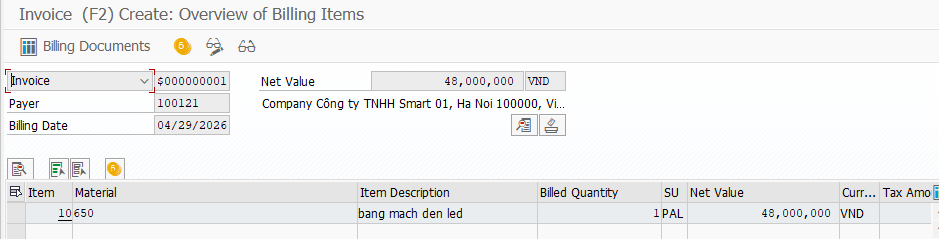 Invoice (F2) Create: Overview of Billing Items
Billing Documents
Invoice $000000001 Net Value 48,000,000 VND
Payer 100121 Company Công ty TNHH Smart 01, Ha Noi 100000, Vi...
Billing Date 04/29/2026
Item Material Item Description Billed Quantity SU Net Value Curr... Tax Amo
10 650 bang mach den led 1 PAL 48,000,000 VND